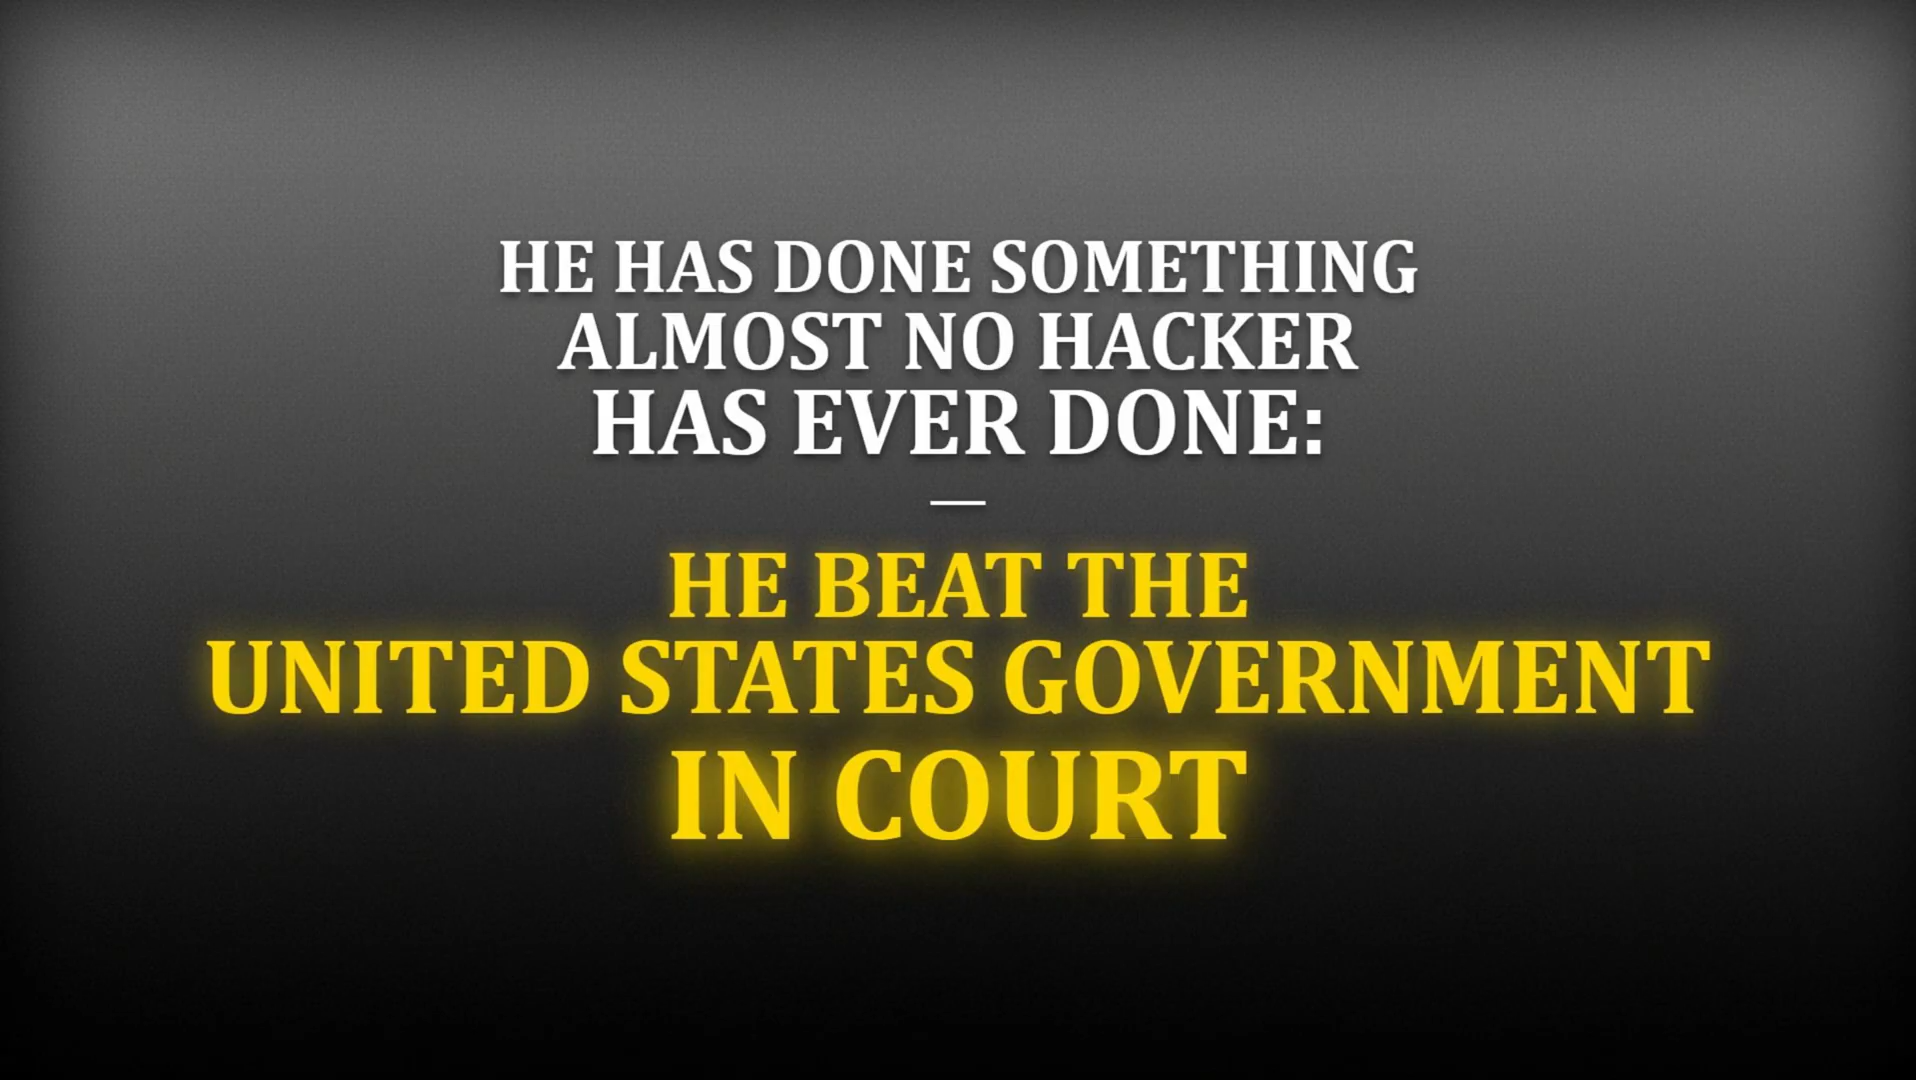 HE HAS DONE SOMETHING
ALMOST NO HACKER
HAS EVER DONE:
—
HE BEAT THE
UNITED STATES GOVERNMENT
IN COURT